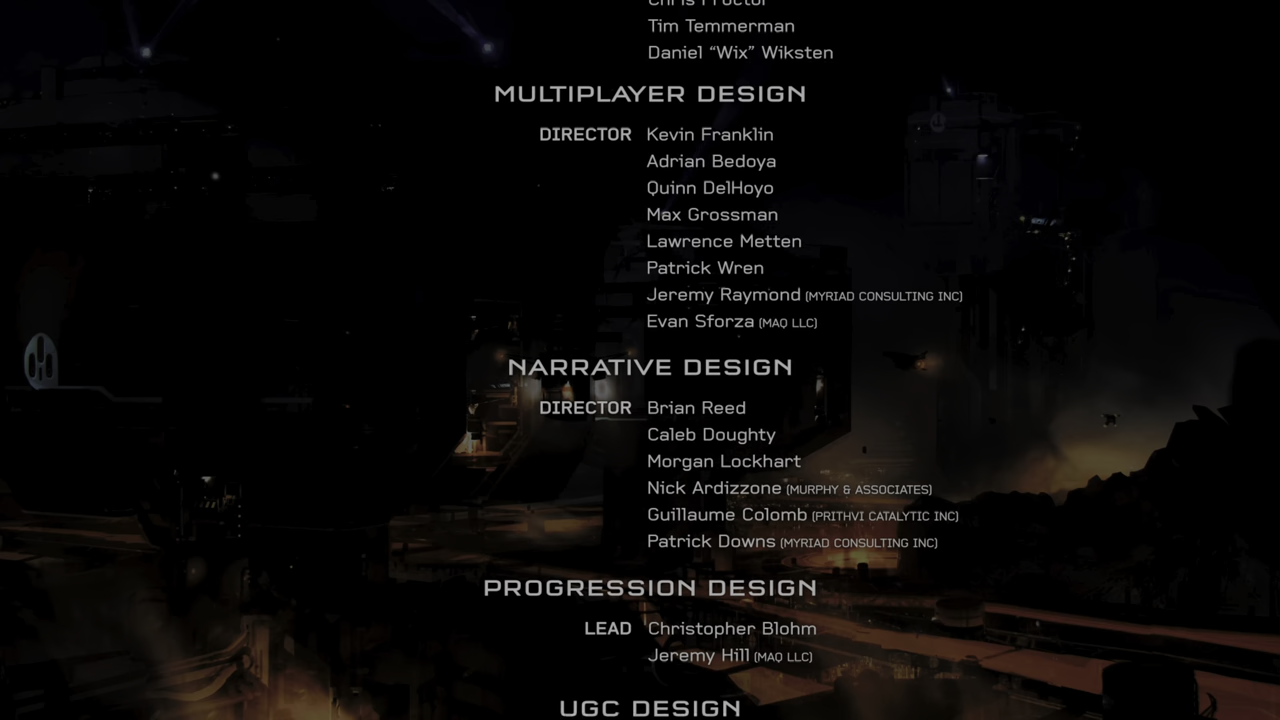 Chris Proctor
Tim Temmerman
Daniel “Wix” Wiksten
MULTIPLAYER DESIGN
DIRECTOR Kevin Franklin
Adrian Bedoya
Quinn DelHoyo
Max Grossman
Lawrence Metten
Patrick Wren
Jeremy Raymond (MYRIAD CONSULTING INC)
Evan Sforza (MAQ LLC)
NARRATIVE DESIGN
DIRECTOR Brian Reed
Caleb Doughty
Morgan Lockhart
Nick Ardizzone (MURPHY & ASSOCIATES)
Guillaume Colomb (PRITHVI CATALYTIC INC)
Patrick Downs (MYRIAD CONSULTING INC)
PROGRESSION DESIGN
LEAD Christopher Blohm
Jeremy Hill (MAQ LLC)
UGC DESIGN